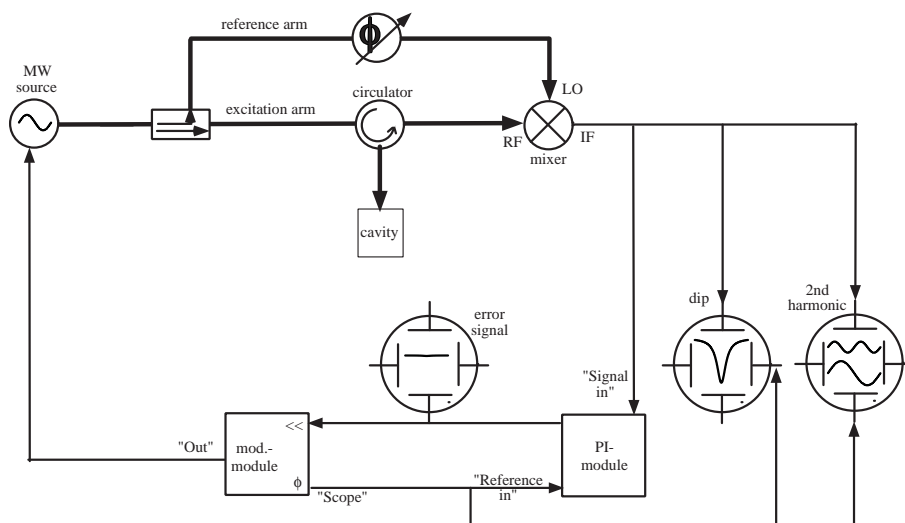 reference arm
ϕ
MW
source
LO
excitation arm
circulator
RF
IF
mixer
cavity
error
signal
dip
2nd
harmonic
"Signal
in"
<<
"Out"
mod.-
module
PI-
module
ϕ
"Scope"
"Reference
in"